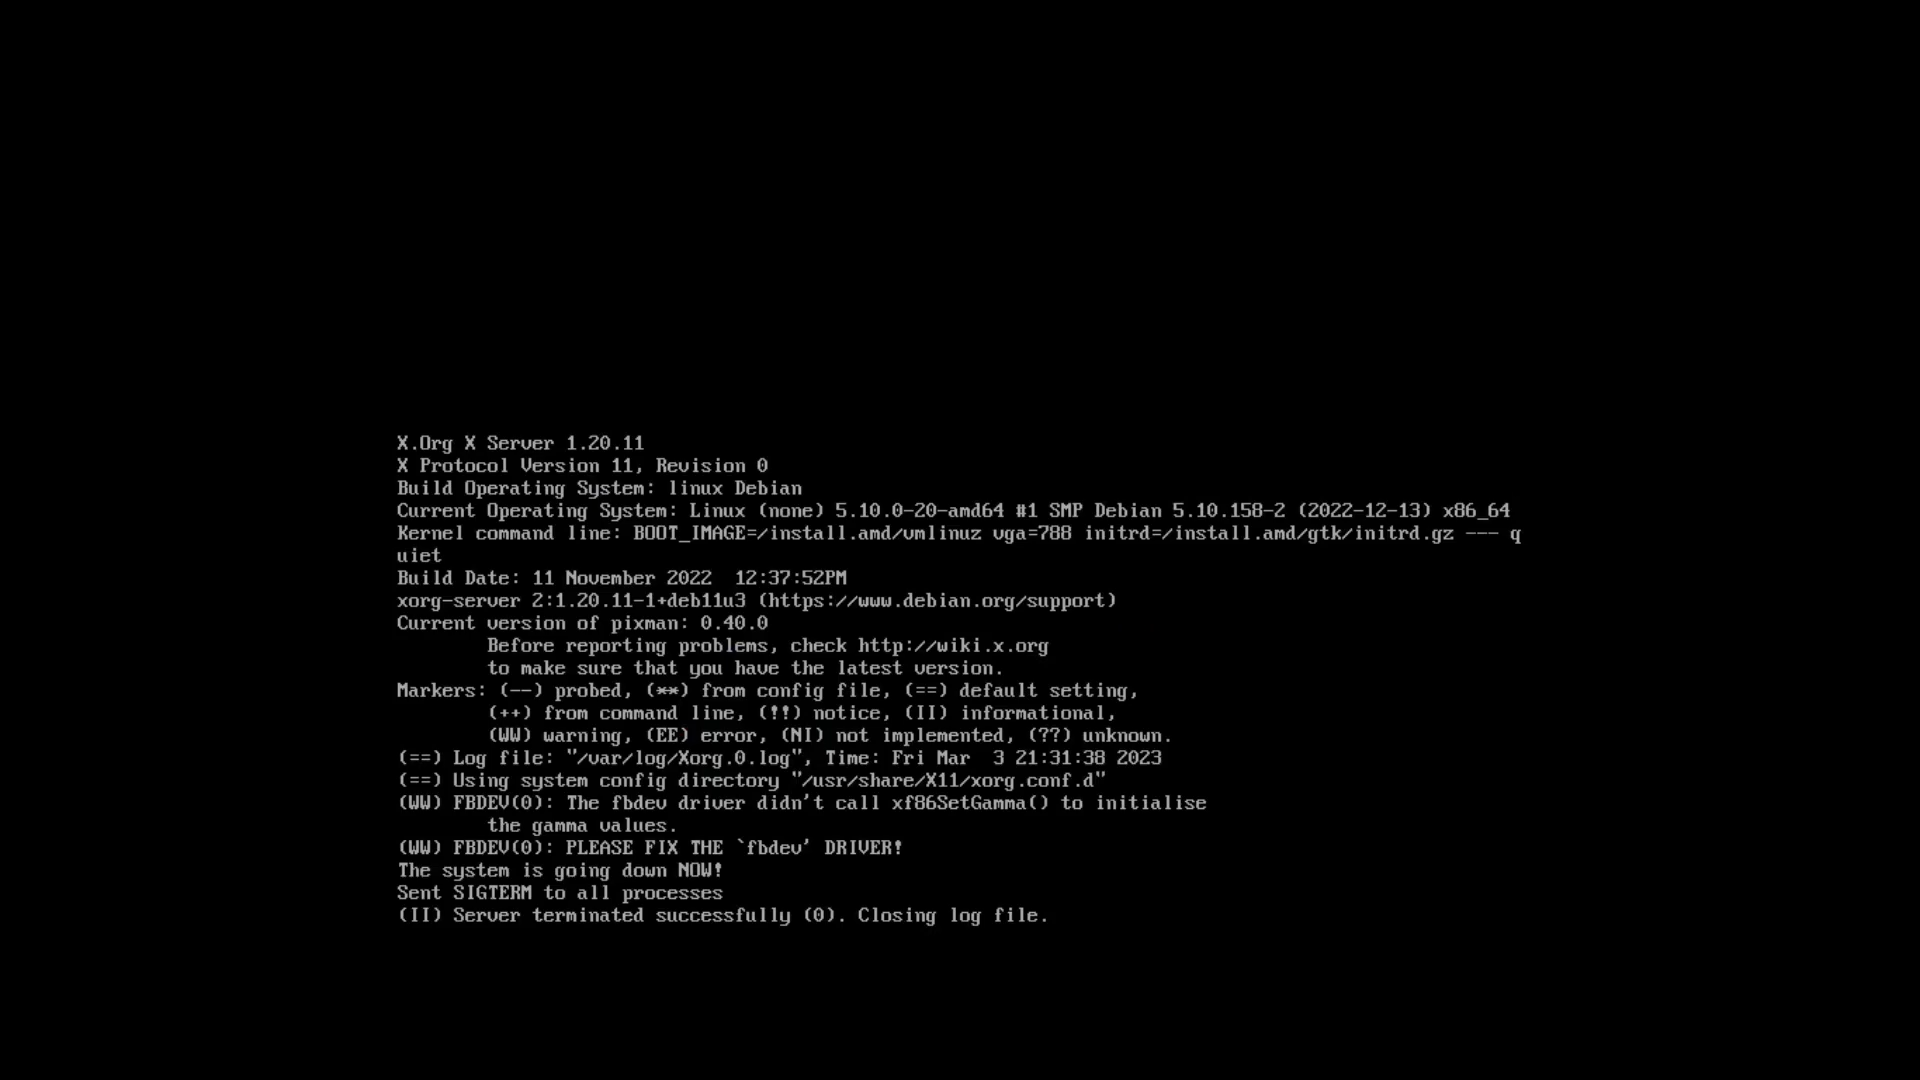 X.Org X Server 1.20.11
X Protocol Version 11, Revision 0
Build Operating System: linux Debian
Current Operating System: Linux (none) 5.10.0-20-amd64 #1 SMP Debian 5.10.158-2 (2022-12-13) x86_64
Kernel command line: BOOT_IMAGE=/install.amd/vmlinuz vga=788 initrd=/install.amd/gtk/initrd.gz --- q
uiet
Build Date: 11 November 2022  12:37:52PM
xorg-server 2:1.20.11-1+deb11u3 (https://www.debian.org/support)
Current version of pixman: 0.40.0
        Before reporting problems, check http://wiki.x.org
        to make sure that you have the latest version.
Markers: (--) probed, (**) from config file, (==) default setting,
        (++) from command line, (!!) notice, (II) informational,
        (WW) warning, (EE) error, (NI) not implemented, (??) unknown.
(==) Log file: "/var/log/Xorg.0.log", Time: Fri Mar  3 21:31:38 2023
(==) Using system config directory "/usr/share/X11/xorg.conf.d"
(WW) FBDEV(0): The fbdev driver didn't call xf86SetGamma() to initialise
        the gamma values.
(WW) FBDEV(0): PLEASE FIX THE `fbdev' DRIVER!
The system is going down NOW!
Sent SIGTERM to all processes
(II) Server terminated successfully (0). Closing log file.